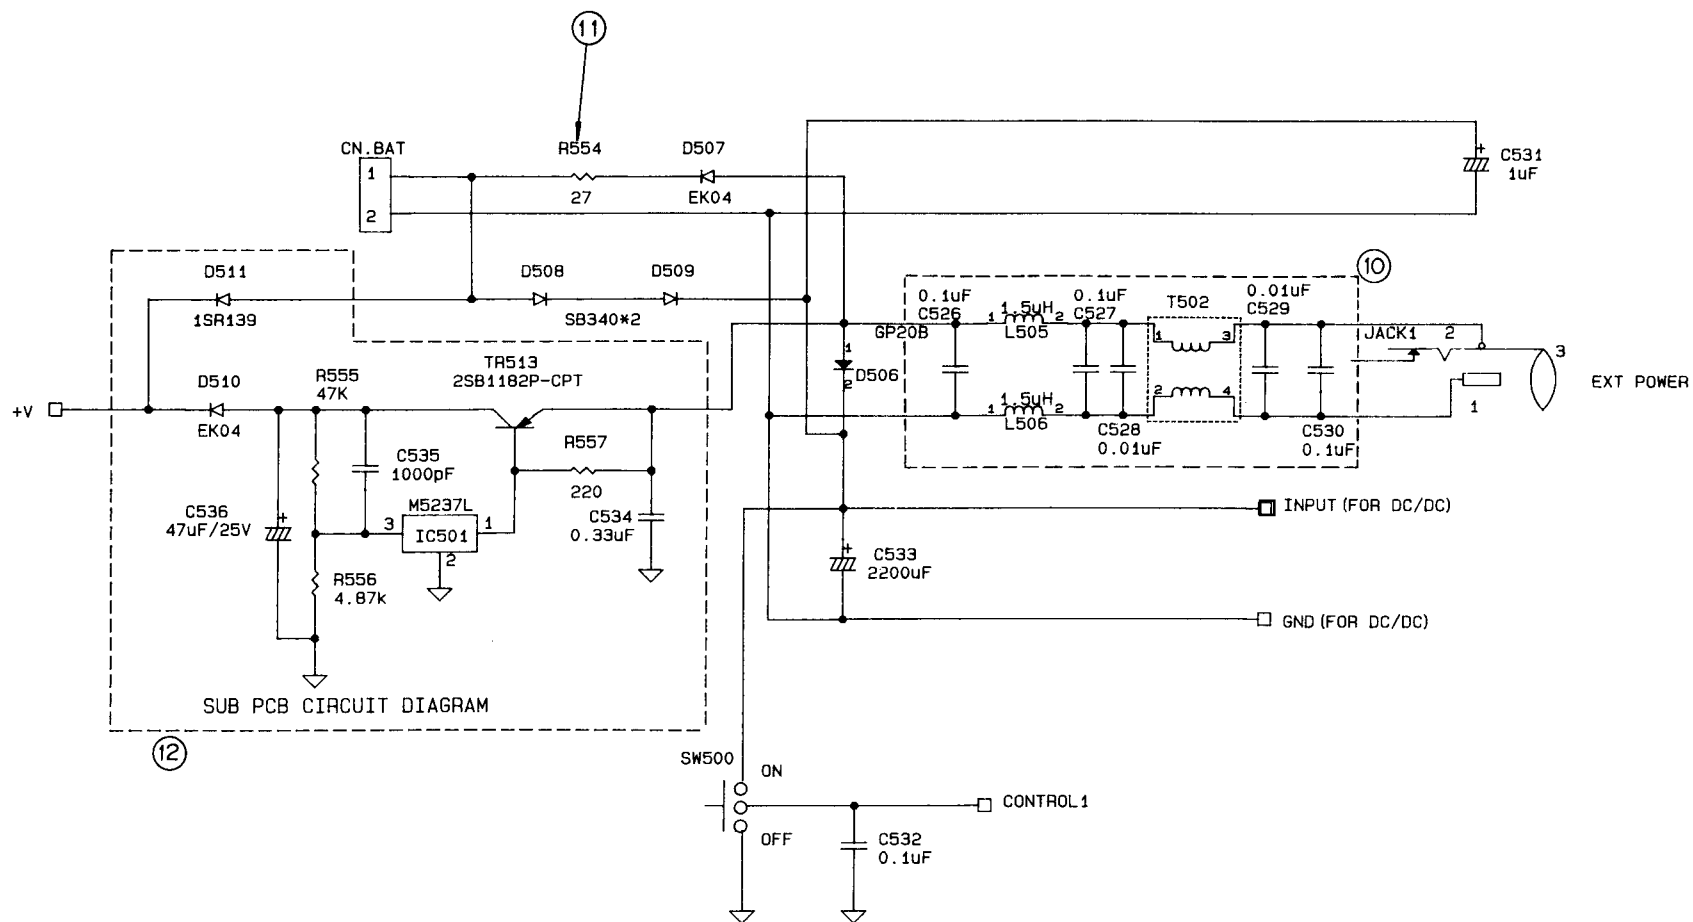 11
CN.BAT
1
2
R554
27
D507
EK04
+
C531
1uF
D511
1SR139
D508
D509
SB340*2
10
0.1uF
C526
1.5uH
1
2
L505
0.1uF
C527
T502
1
3
2
4
0.01uF
C529
GP20B
JACK1
2
3
1
EXT POWER
1
D506
2
1.5uH
1
2
L506
C528
0.01uF
C530
0.1uF
TR513
2SB1182P-CPT
+V
D510
EK04
R555
47K
C535
1000pF
R557
220
M5237L
3
IC501
1
2
C536
47uF/25V
+
C534
0.33uF
R556
4.87k
INPUT(FOR DC/DC)
+
C533
2200uF
GND(FOR DC/DC)
SUB PCB CIRCUIT DIAGRAM
12
SW500
ON
OFF
CONTROL1
C532
0.1uF